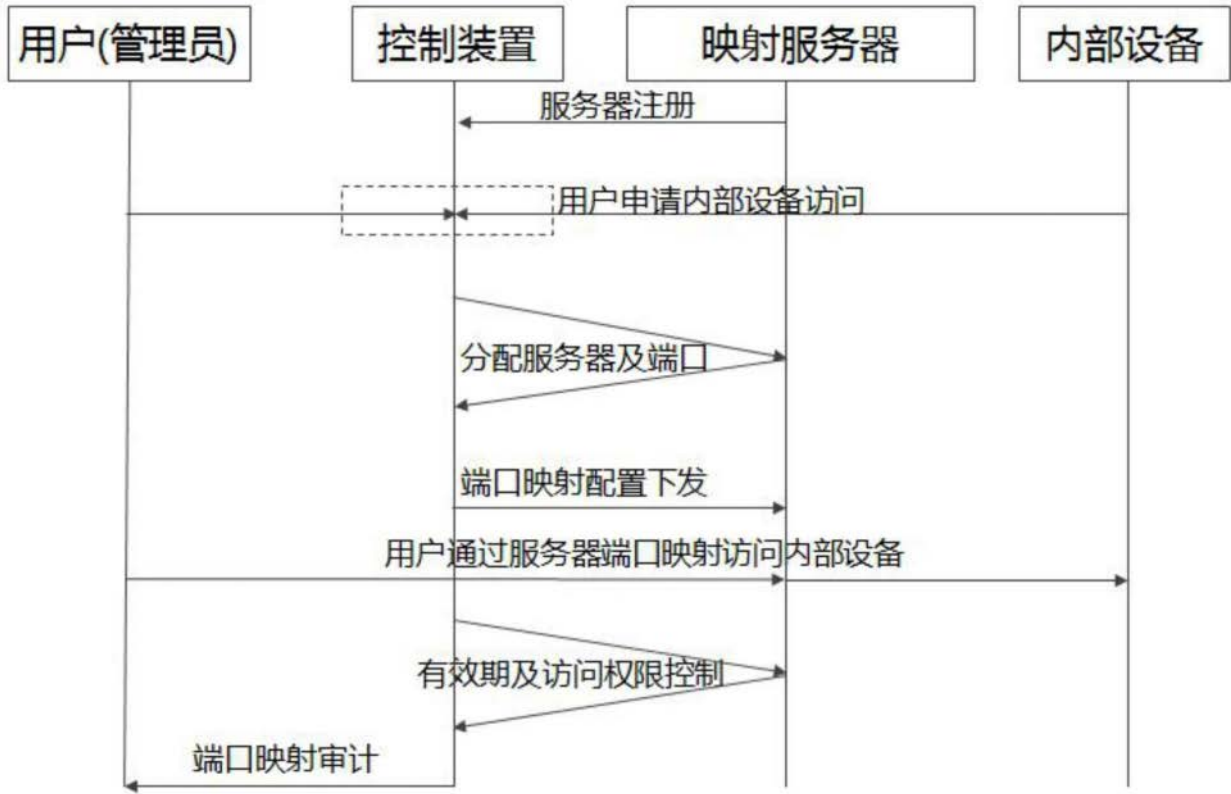 用户(管理员)
控制装置
映射服务器
内部设备
服务器注册
用户申请内部设备访问
分配服务器及端口
端口映射配置下发
用户通过服务器端口映射访问内部设备
有效期及访问权限控制
端口映射审计